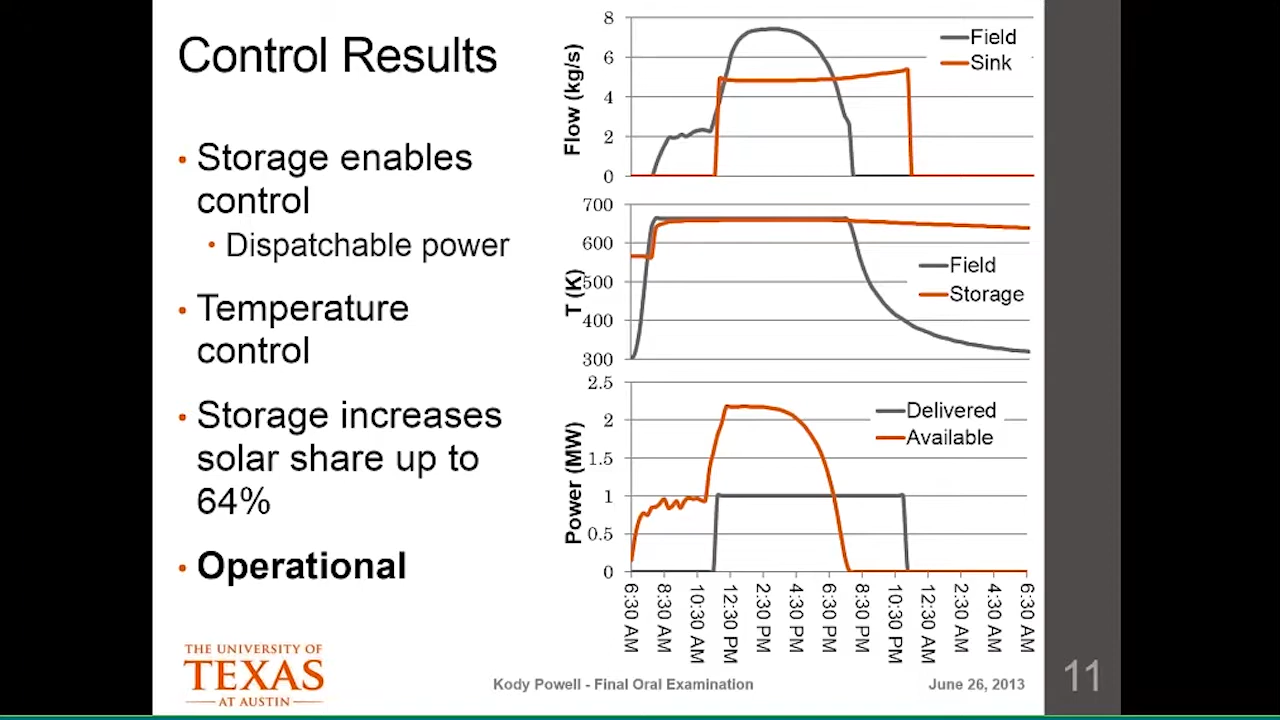 Control Results
• Storage enables
control
• Dispatchable power
• Temperature
control
• Storage increases
solar share up to
64%
• Operational
Flow (kg/s)
8
6
4
2
0
Field
Sink
T (K)
700
600
500
400
300
Field
Storage
Power (MW)
2.5
2
1.5
1
0.5
0
Delivered
Available
6:30 AM
8:30 AM
10:30 AM
12:30 PM
2:30 PM
4:30 PM
6:30 PM
8:30 PM
10:30 PM
12:30 AM
2:30 AM
4:30 AM
6:30 AM
THE UNIVERSITY OF
TEXAS
AT AUSTIN
Kody Powell - Final Oral Examination
June 26, 2013
11